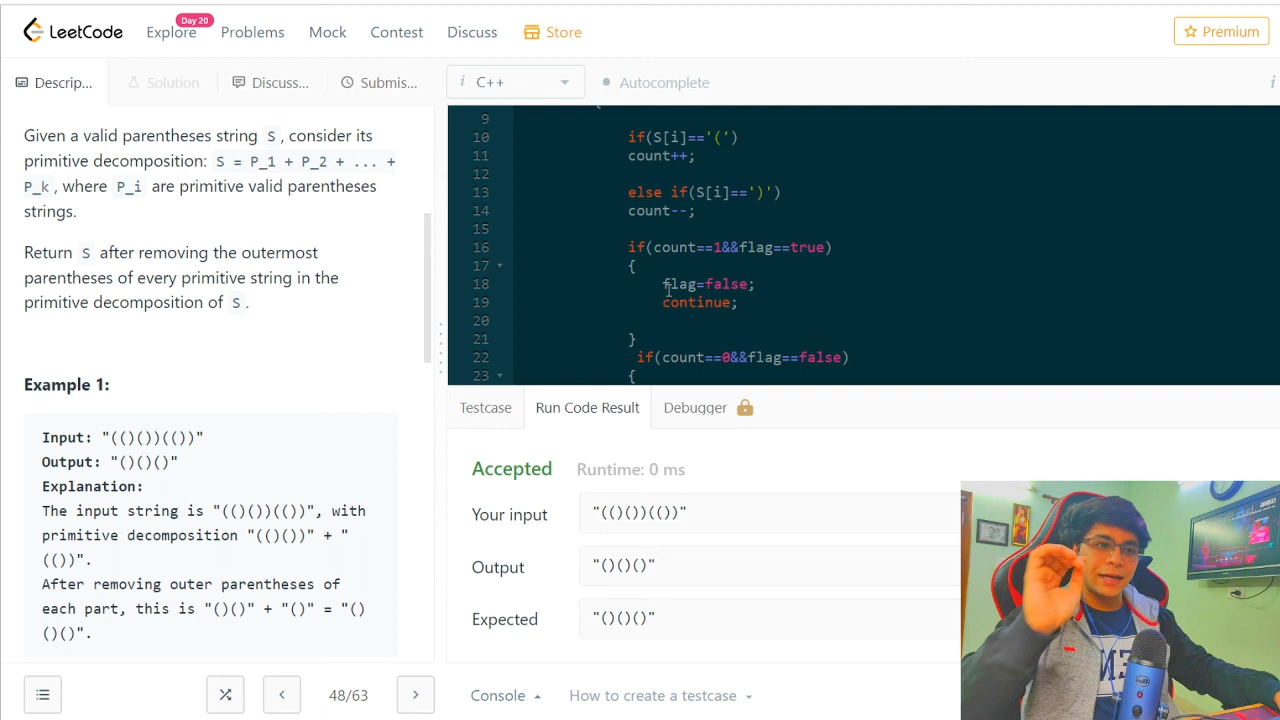 LeetCode
Explore
Day 20
Problems
Mock
Contest
Discuss
Store
Premium
Descrip...
Solution
Discuss...
Submis...
i C++
Autocomplete
i
Given a valid parentheses string S, consider its
primitive decomposition: S = P_1 + P_2 + ... +
P_k, where P_i are primitive valid parentheses
strings.
Return S after removing the outermost
parentheses of every primitive string in the
primitive decomposition of S.
Example 1:
Input: "(()())(())"
Output: "()()()"
Explanation:
The input string is "(()())(())", with
primitive decomposition "(()())" + "
(())".
After removing outer parentheses of
each part, this is "()()" + "()" = "()
()()".
48/63
9
10 if(S[i]=='(')
11 count++;
12
13 else if(S[i]==')')
14 count--;
15
16 if(count==1&&flag==true)
17 {
18 flag=false;
19 continue;
20
21 }
22 if(count==0&&flag==false)
23 {
Testcase
Run Code Result
Debugger
Accepted
Runtime: 0 ms
Your input
"(()())(())"
Output
"()()()"
Expected
"()()()"
Console
How to create a testcase